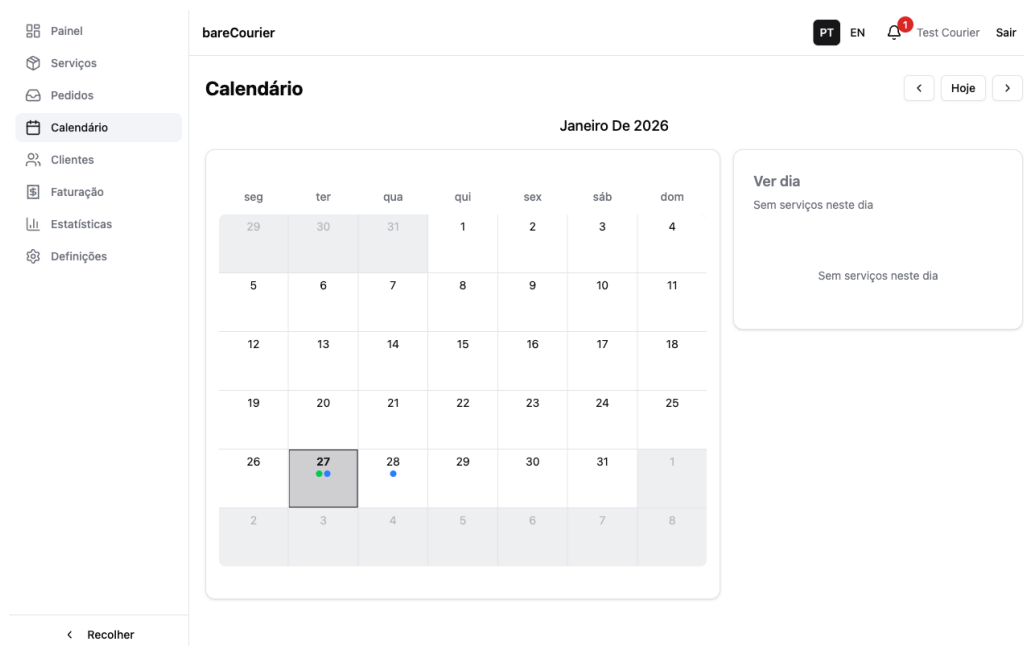 Painel
Serviços
Pedidos
Calendário
Clientes
Faturação
Estatísticas
Definições
Recolher
bareCourier
PT EN 1 Test Courier Sair
Calendário
Hoje
Janeiro De 2026
seg ter qua qui sex sáb dom
29 30 31 1 2 3 4
5 6 7 8 9 10 11
12 13 14 15 16 17 18
19 20 21 22 23 24 25
26 27 28 29 30 31 1
2 3 4 5 6 7 8
Ver dia
Sem serviços neste dia
Sem serviços neste dia